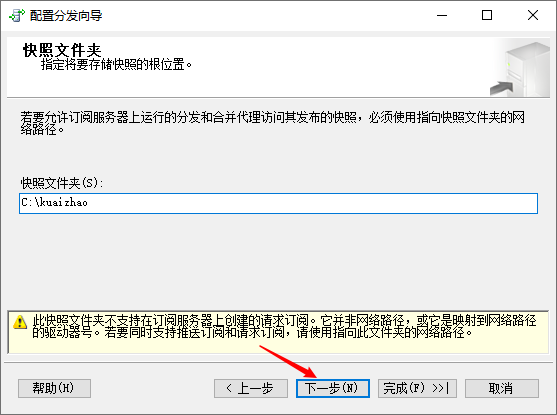 配置分发向导
快照文件夹
指定将要存储快照的根位置。
若要允许订阅服务器上运行的分发和合并代理访问其发布的快照，必须使用指向快照文件夹的网
络路径。
快照文件夹(S):
C:\kuaizhao
此快照文件夹不支持在订阅服务器上创建的请求订阅。它并非网络路径，或它是映射到网络路径
的驱动器号。若要同时支持推送订阅和请求订阅，请使用指向此文件夹的网络路径。
帮助(H)
< 上一步
下一步(N)
完成(F) >>|
取消